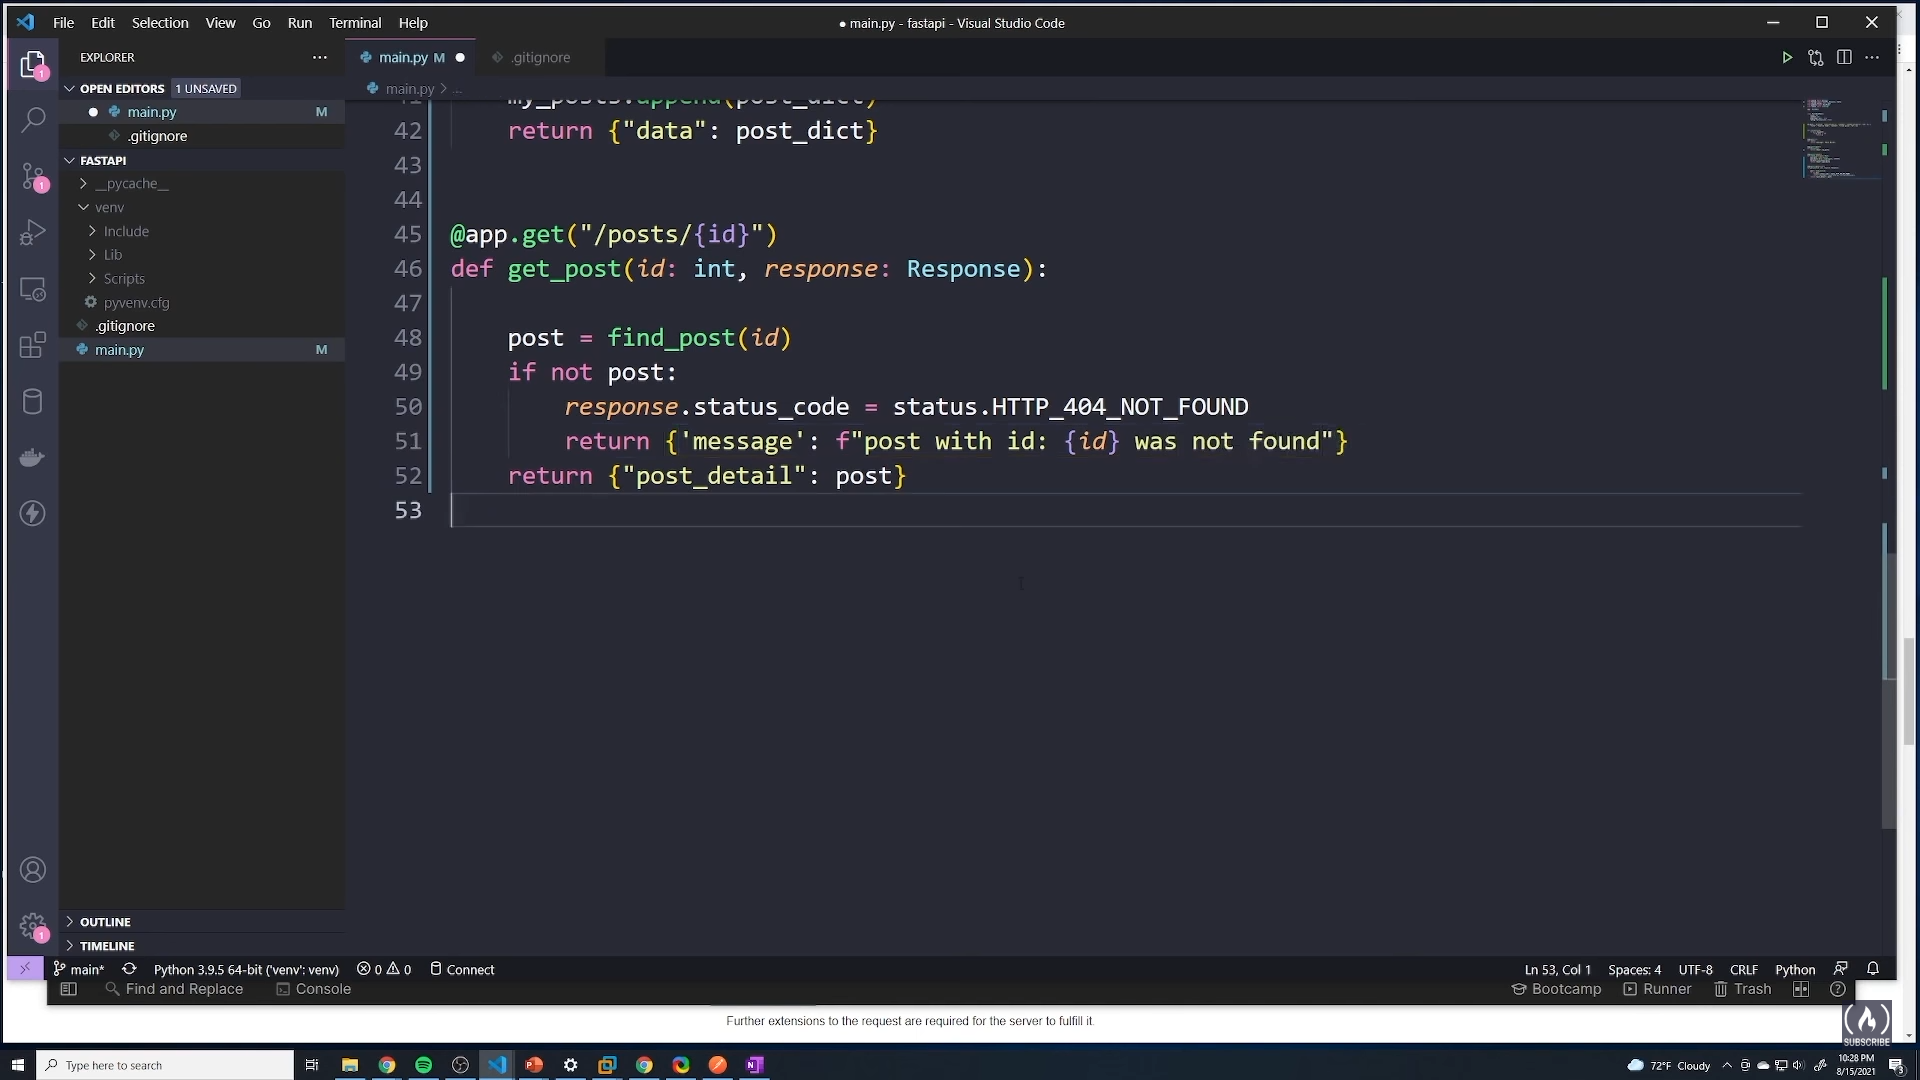 File Edit Selection View Go Run Terminal Help
● main.py - fastapi - Visual Studio Code
EXPLORER
main.py M
.gitignore
OPEN EDITORS 1 UNSAVED
main.py M
.gitignore
FASTAPI
__pycache__
venv
Include
Lib
Scripts
pyvenv.cfg
.gitignore
main.py M
OUTLINE
TIMELINE
main.py > ...
41 my_posts.append(post_dict)
42 return {"data": post_dict}
43
44
45 @app.get("/posts/{id}")
46 def get_post(id: int, response: Response):
47
48 post = find_post(id)
49 if not post:
50 response.status_code = status.HTTP_404_NOT_FOUND
51 return {'message': f"post with id: {id} was not found"}
52 return {"post_detail": post}
53
main* Python 3.9.5 64-bit ('venv': venv) 0 0 Connect
Ln 53, Col 1 Spaces: 4 UTF-8 CRLF Python
Find and Replace Console
Bootcamp Runner Trash
Further extensions to the request are required for the server to fulfill it.
SUBSCRIBE
Type here to search
72°F Cloudy
10:28 PM
8/15/2021